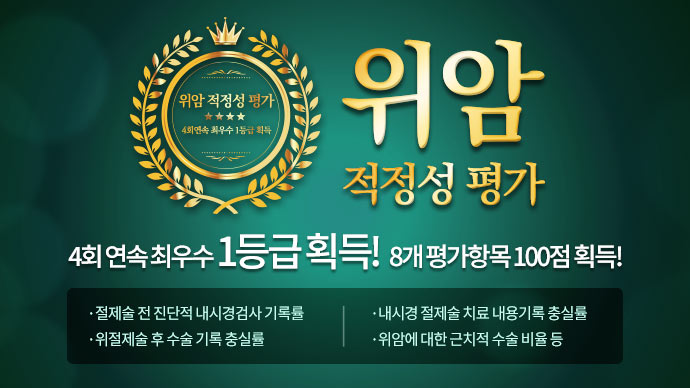 위암 적정성 평가
4회연속 최우수 1등급 획득
위암
적정성 평가
4회 연속 최우수 1등급 획득! 8개 평가항목 100점 획득!
· 절제술 전 진단적 내시경검사 기록률
· 위절제술 후 수술 기록 충실률
· 내시경 절제술 치료 내용기록 충실률
· 위암에 대한 근치적 수술 비율 등